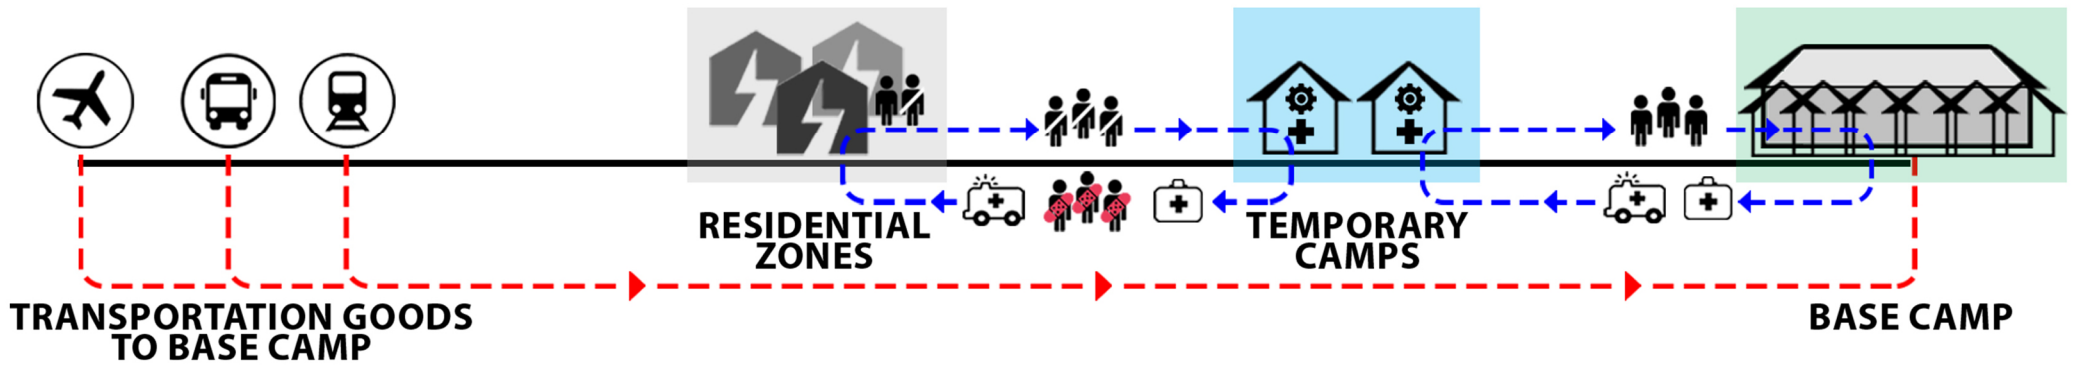 RESIDENTIAL
ZONES
TEMPORARY
CAMPS
TRANSPORTATION GOODS
TO BASE CAMP
BASE CAMP